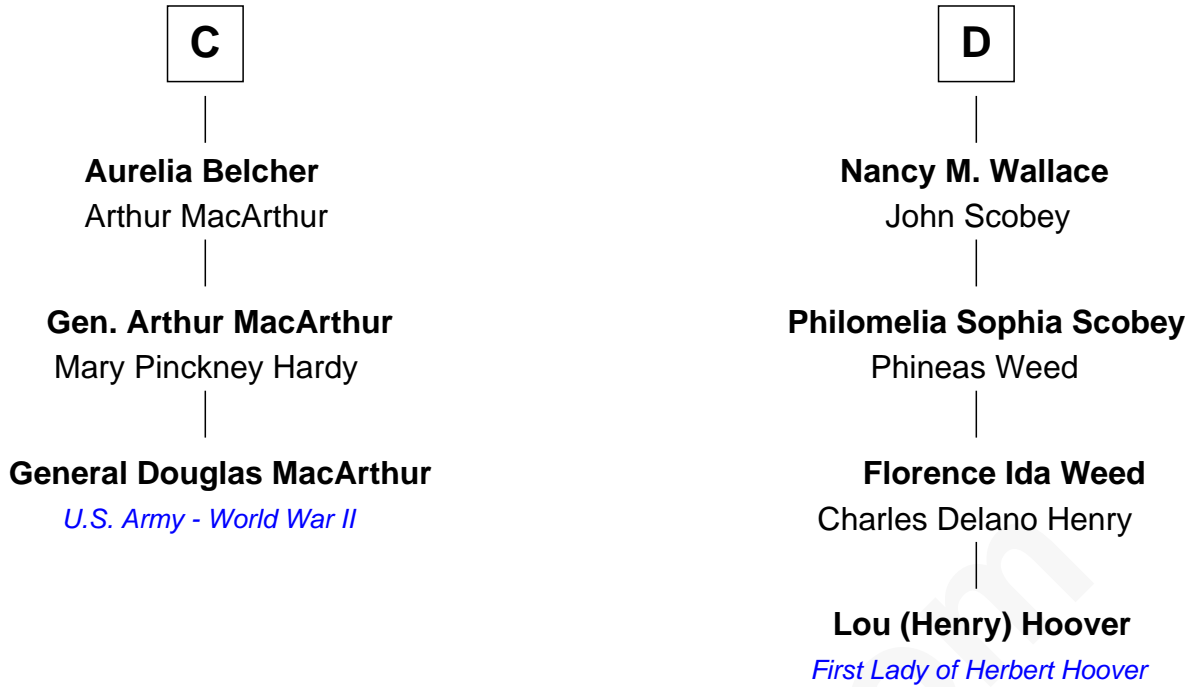 C
Aurelia Belcher
Arthur MacArthur
Gen. Arthur MacArthur
Mary Pinckney Hardy
General Douglas MacArthur
U.S. Army - World War II
D
Nancy M. Wallace
John Scobey
Philomelia Sophia Scobey
Phineas Weed
Florence Ida Weed
Charles Delano Henry
Lou (Henry) Hoover
First Lady of Herbert Hoover